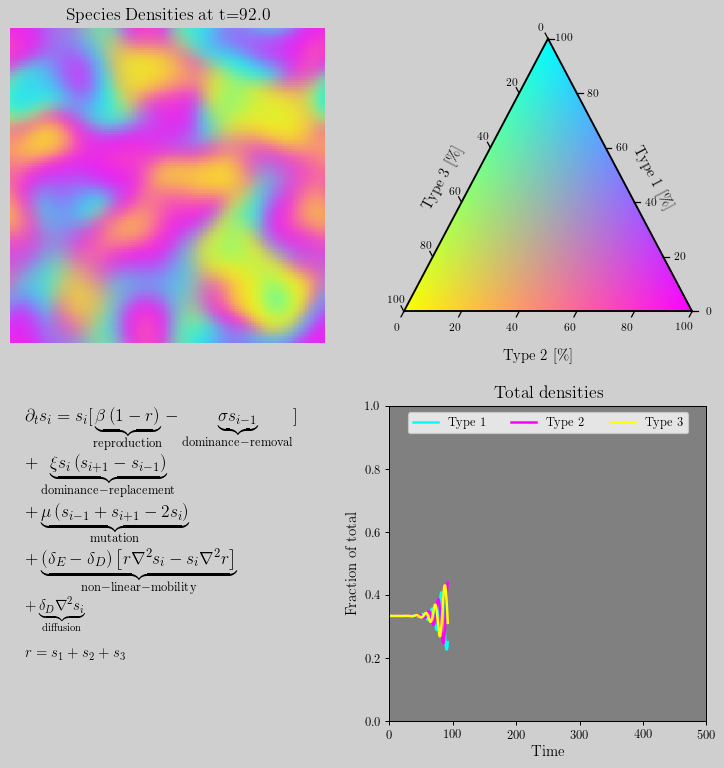 Species Densities at t=92.0
0
100
20
80
40
60
60
40
80
20
100
0
0
20
40
60
80
100
Type 3 [%]
Type 1 [%]
Type 2 [%]
∂ₜsᵢ = sᵢ[ β (1 − r) − σsᵢ₋₁ ]
reproduction dominance−removal
+ ξsᵢ (sᵢ₊₁ − sᵢ₋₁)
dominance−replacement
+ μ (sᵢ₋₁ + sᵢ₊₁ − 2sᵢ)
mutation
+ (δ_E − δ_D) [r∇²sᵢ − sᵢ∇²r]
non−linear−mobility
+ δ_D∇²sᵢ
diffusion
r = s₁ + s₂ + s₃
Total densities
Type 1 Type 2 Type 3
Fraction of total
1.0
0.8
0.6
0.4
0.2
0.0
0 100 200 300 400 500
Time